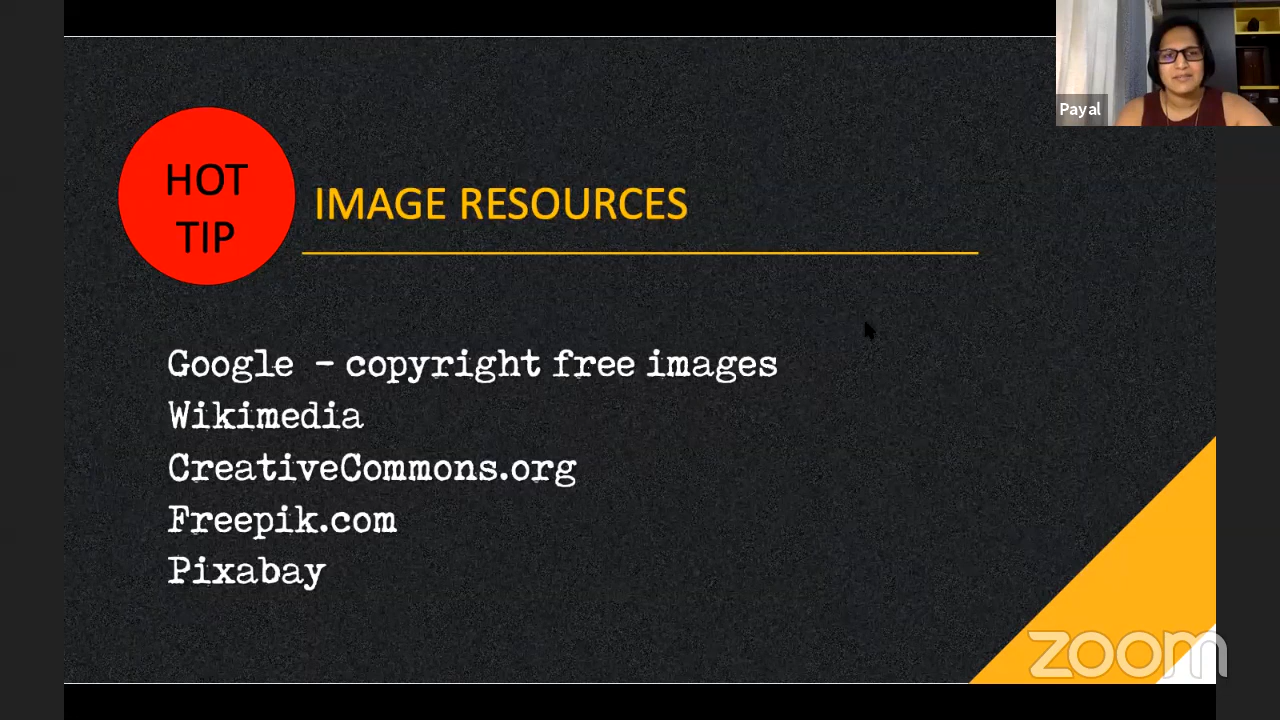 Payal
HOT
TIP
IMAGE RESOURCES
Google - copyright free images
Wikimedia
CreativeCommons.org
Freepik.com
Pixabay
zoom